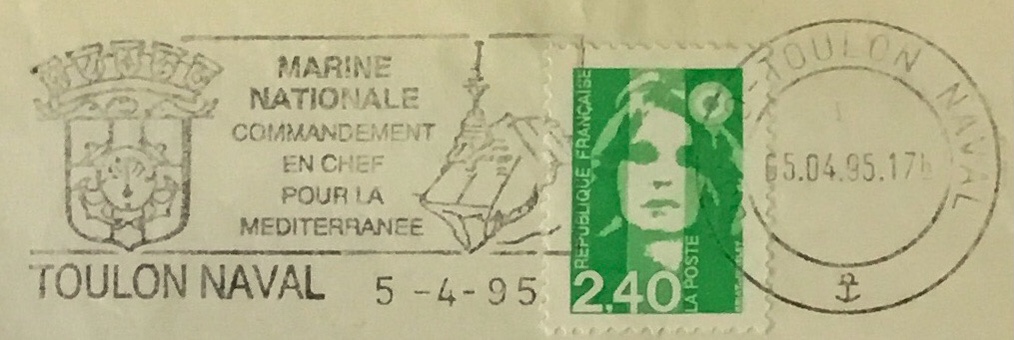 MARINE
NATIONALE
COMMANDEMENT
EN CHEF
POUR LA
MEDITERRANEE
TOULON NAVAL 5 -4-95
REPUBLIQUE FRANÇAISE
2,40
LA POSTE
TOULON NAVAL
05.04.95.17h